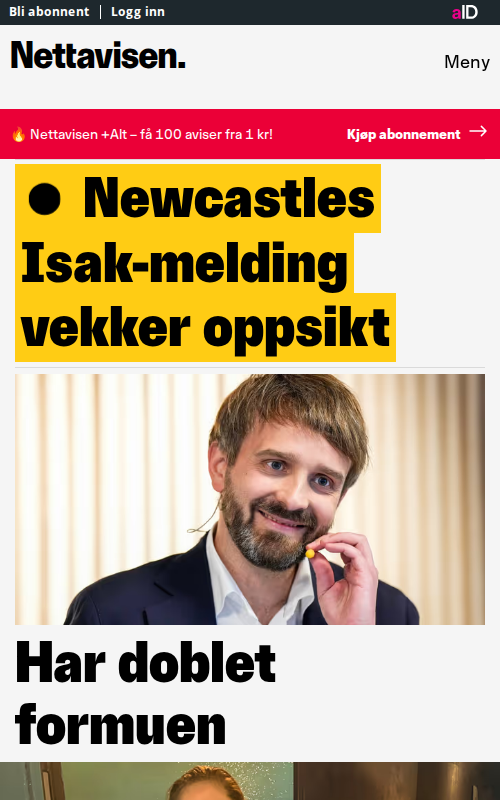 Bli abonnent | Logg inn
aID
Nettavisen.
Meny
🔥 Nettavisen +Alt – få 100 aviser fra 1 kr!
Kjøp abonnement →
● Newcastles
Isak-melding
vekker oppsikt
Har doblet
formuen